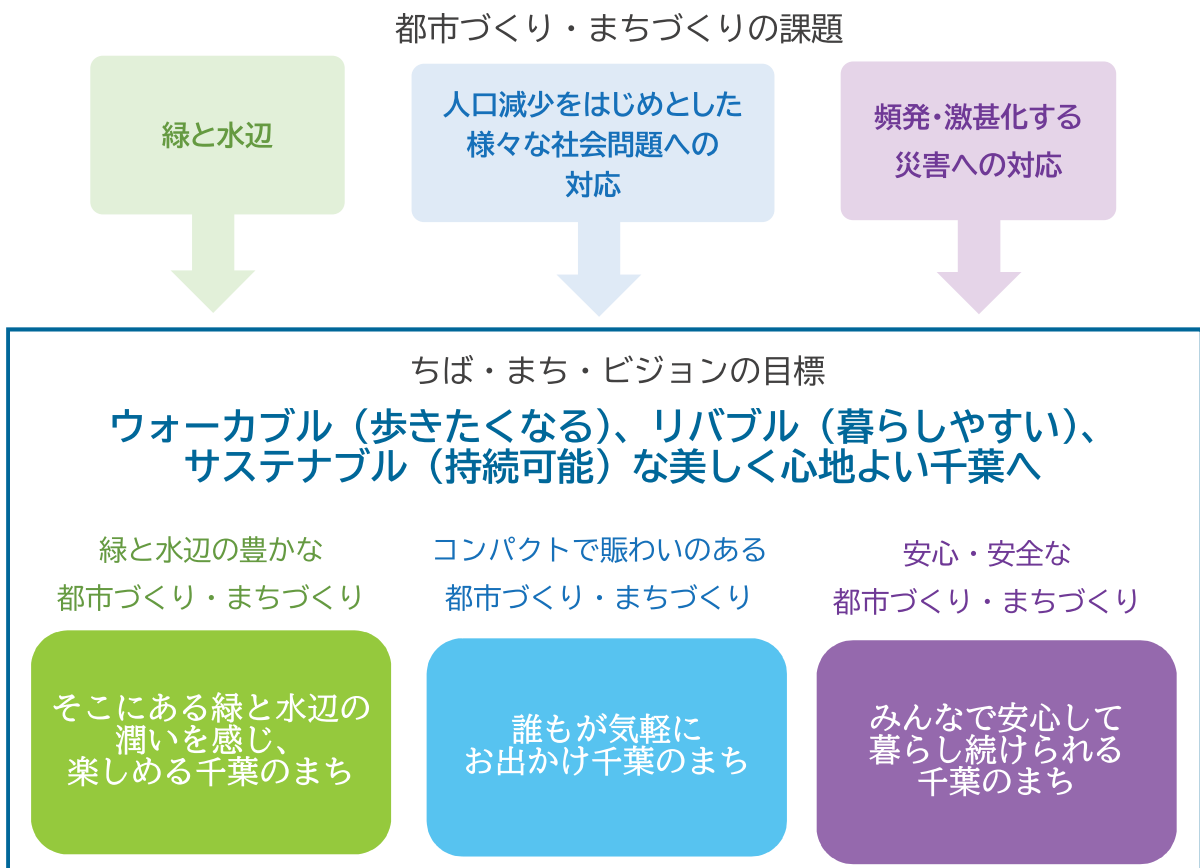 都市づくり・まちづくりの課題
緑と水辺
人口減少をはじめとした
様々な社会問題への
対応
頻発･激甚化する
災害への対応
ちば・まち・ビジョンの目標
ウォーカブル（歩きたくなる）、リバブル（暮らしやすい）、
サステナブル（持続可能）な美しく心地よい千葉へ
緑と水辺の豊かな
都市づくり・まちづくり
そこにある緑と水辺の
潤いを感じ、
楽しめる千葉のまち
コンパクトで賑わいのある
都市づくり・まちづくり
誰もが気軽に
お出かけ千葉のまち
安心・安全な
都市づくり・まちづくり
みんなで安心して
暮らし続けられる
千葉のまち